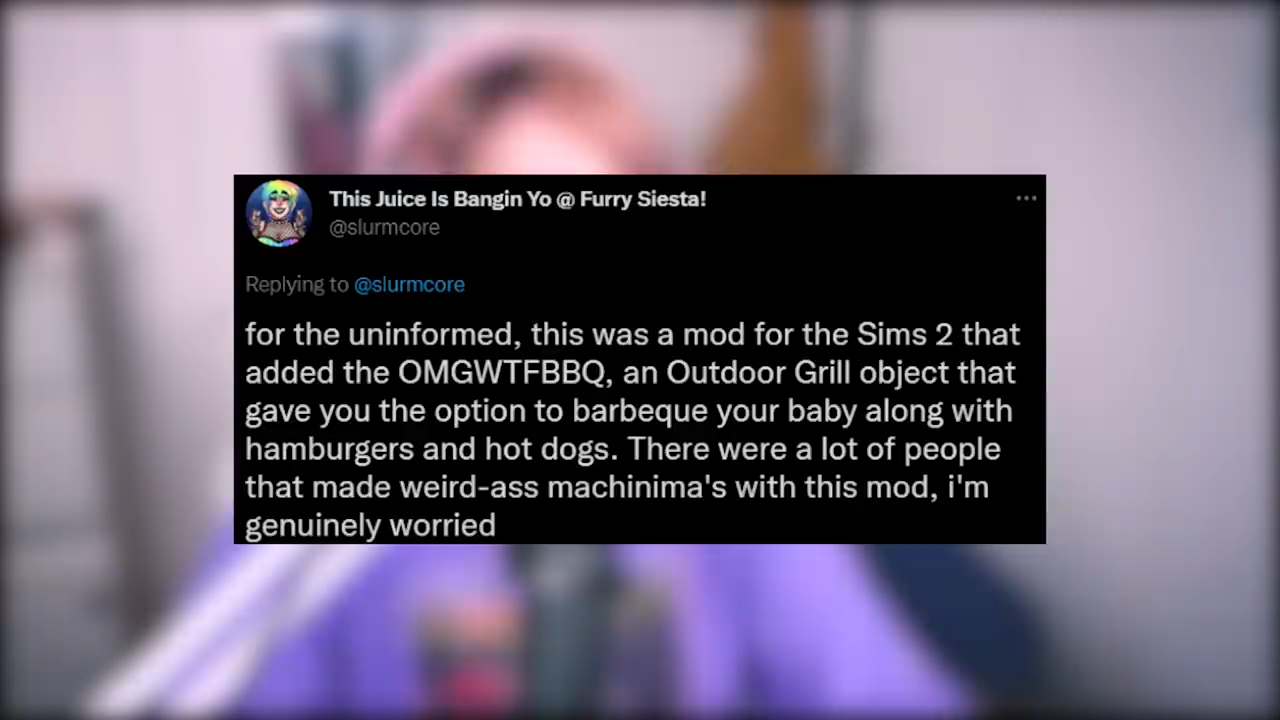 This Juice Is Bangin Yo @ Furry Siesta!
@slurmcore
Replying to @slurmcore
for the uninformed, this was a mod for the Sims 2 that
added the OMGWTFBBQ, an Outdoor Grill object that
gave you the option to barbeque your baby along with
hamburgers and hot dogs. There were a lot of people
that made weird-ass machinima's with this mod, i'm
genuinely worried